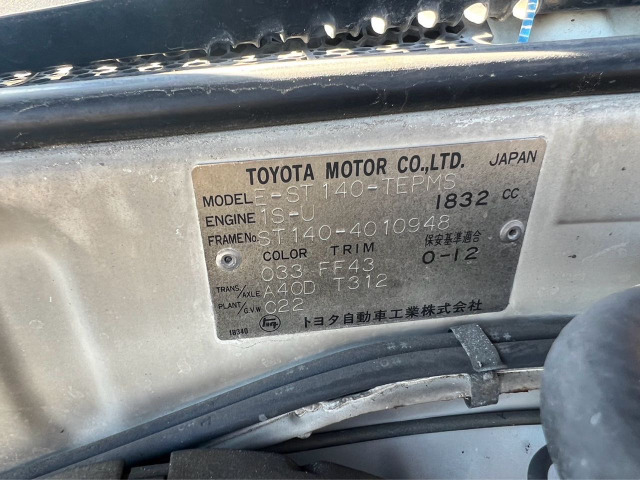 TOYOTA MOTOR CO.,LTD. JAPAN
MODEL E-ST140-TEPMS
ENGINE 1S-U 1832 CC
FRAME No. ST140-4010948
COLOR TRIM 保安基準適合
033 FF43 0-12
TRANS/AXLE A40D T312
PLANT/G.V.W. C22
18340 トヨタ自動車工業株式会社